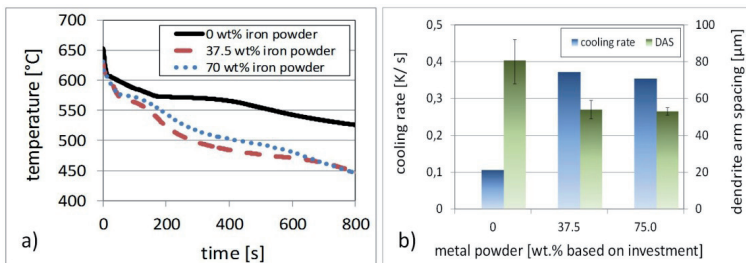 700
650
600
550
500
450
400
temperature [°C]
0 wt% iron powder
37.5 wt% iron powder
70 wt% iron powder
0 200 400 600 800
time [s]
a)
0,5
0,4
0,3
0,2
0,1
0
cooling rate [K/ s]
cooling rate DAS
100
80
60
40
20
0
dendrite arm spacing [µm]
0 37.5 75.0
metal powder [wt.% based on investment]
b)